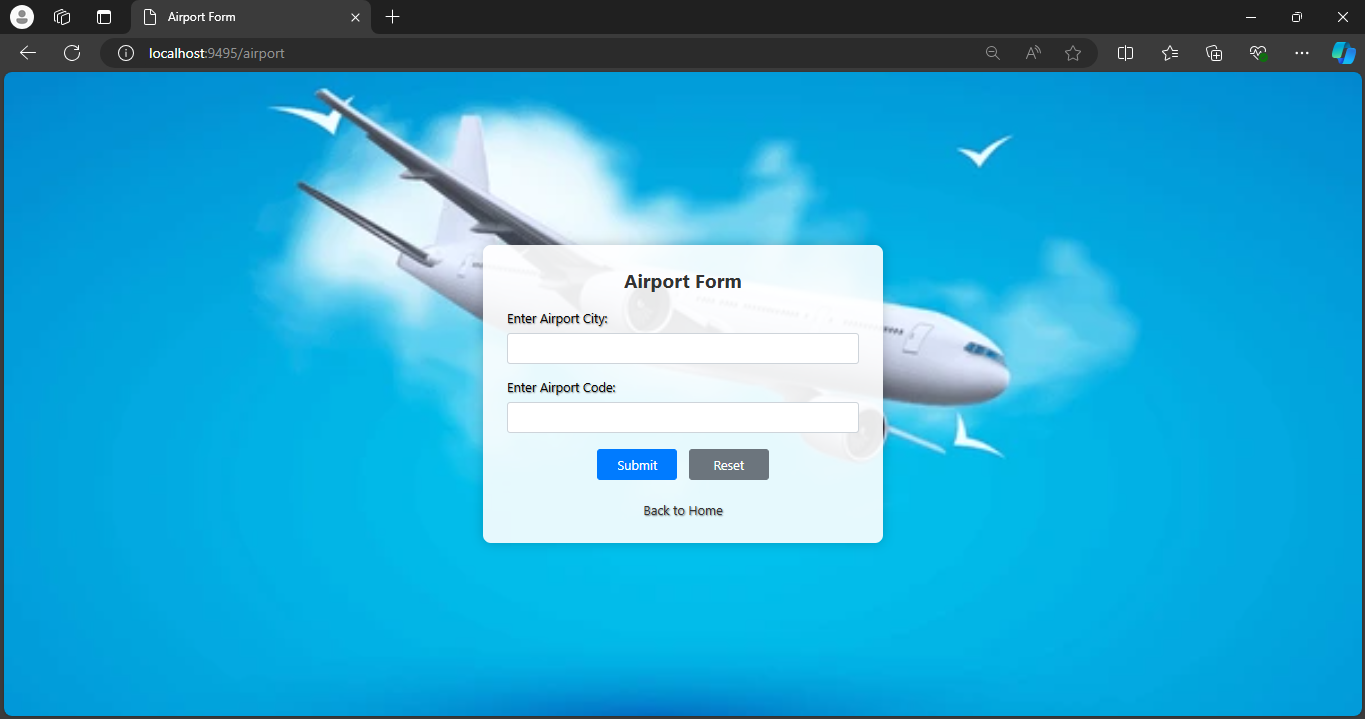 Airport Form
localhost:9495/airport
Airport Form
Enter Airport City:
Enter Airport Code:
Submit Reset
Back to Home